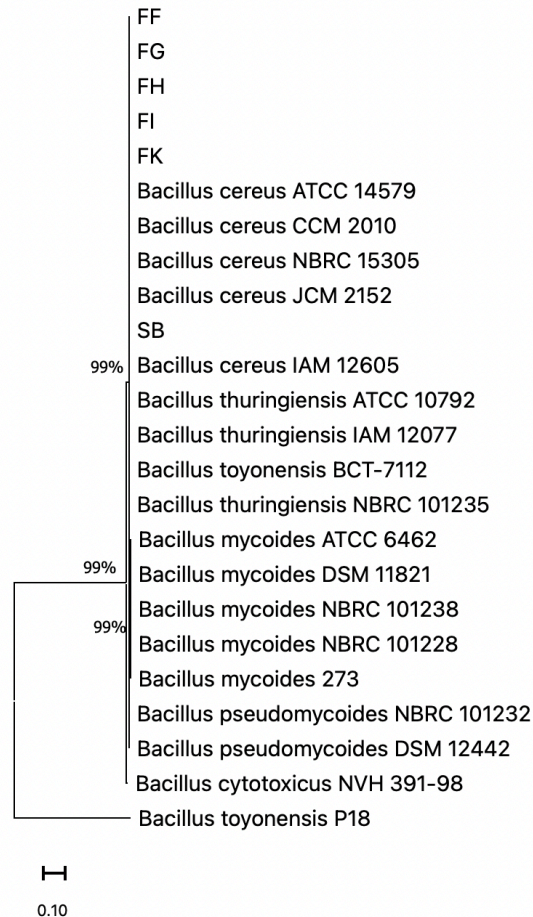 FF
FG
FH
FI
FK
Bacillus cereus ATCC 14579
Bacillus cereus CCM 2010
Bacillus cereus NBRC 15305
Bacillus cereus JCM 2152
SB
99%
Bacillus cereus IAM 12605
Bacillus thuringiensis ATCC 10792
Bacillus thuringiensis IAM 12077
Bacillus toyonensis BCT-7112
Bacillus thuringiensis NBRC 101235
Bacillus mycoides ATCC 6462
99%
Bacillus mycoides DSM 11821
Bacillus mycoides NBRC 101238
99%
Bacillus mycoides NBRC 101228
Bacillus mycoides 273
Bacillus pseudomycoides NBRC 101232
Bacillus pseudomycoides DSM 12442
Bacillus cytotoxicus NVH 391-98
Bacillus toyonensis P18
0.10